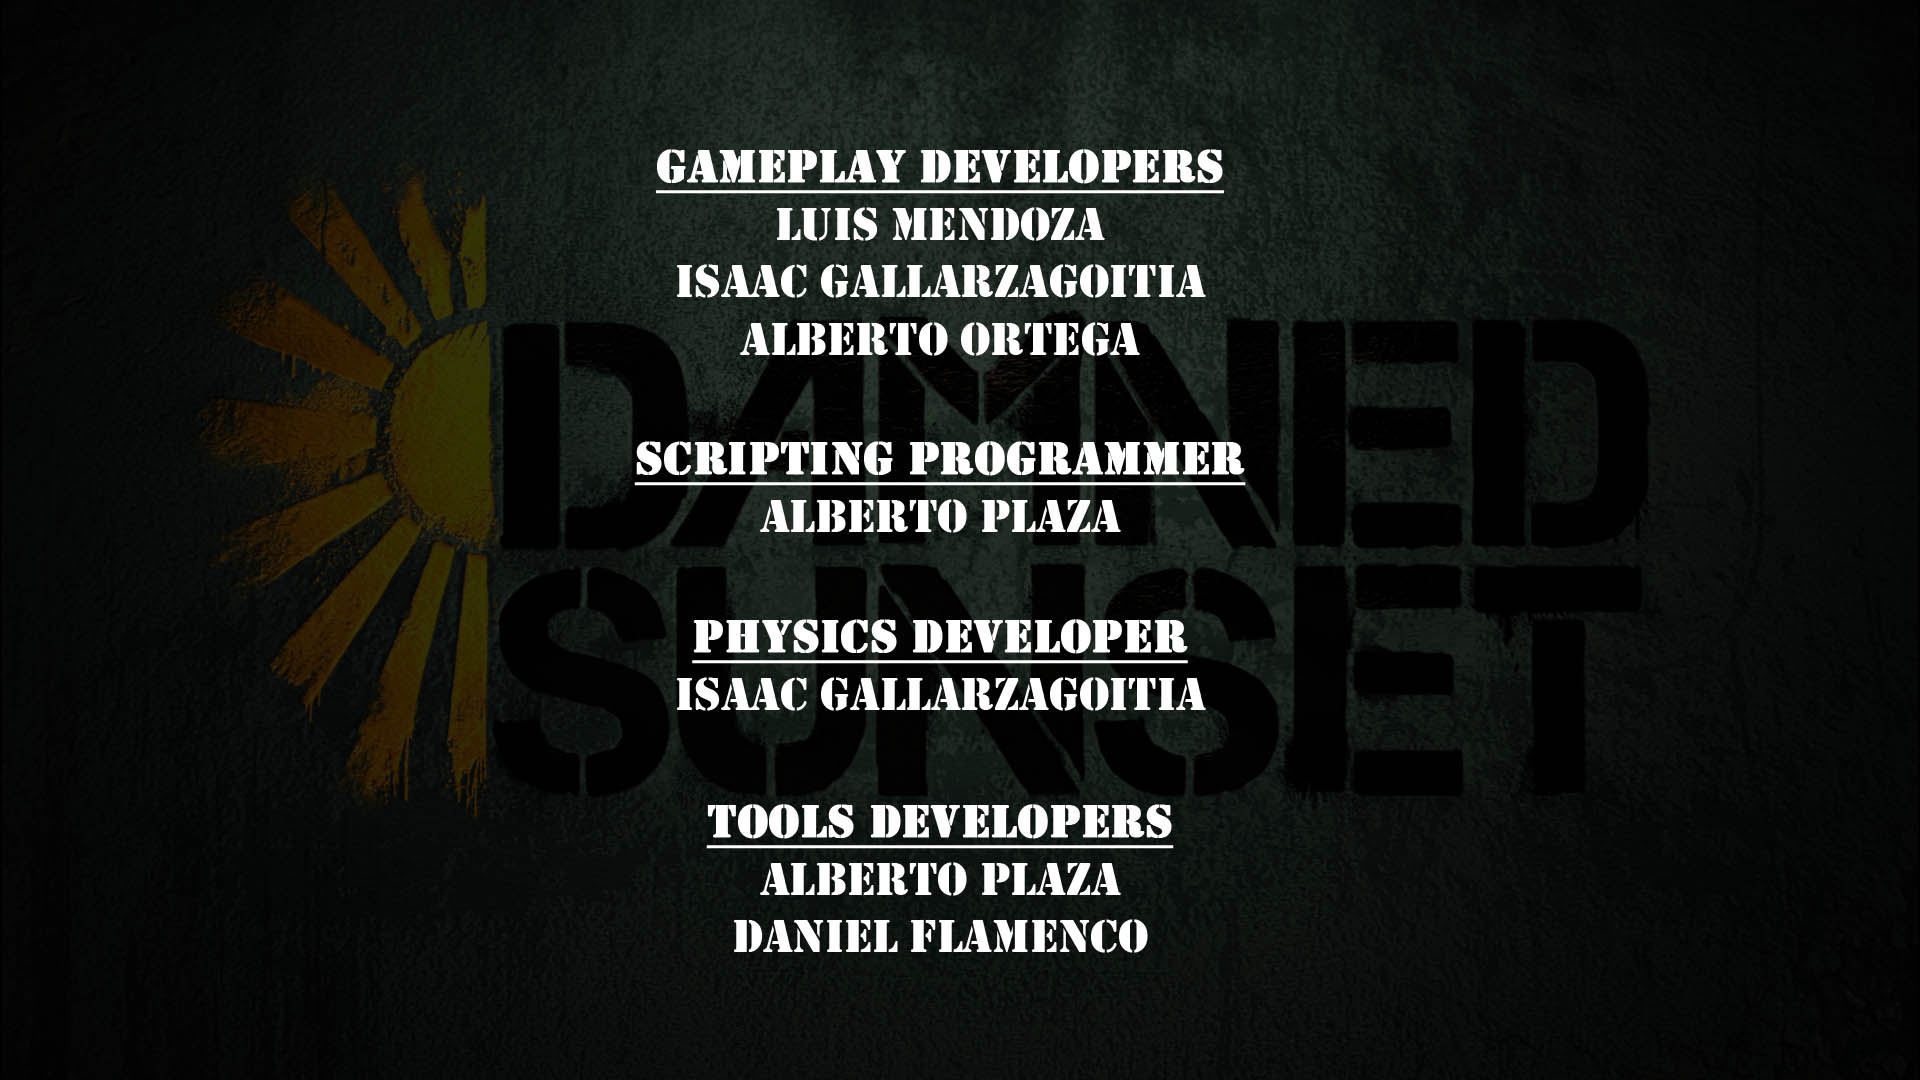 GAMEPLAY DEVELOPERS
LUIS MENDOZA
ISAAC GALLARZAGOITIA
ALBERTO ORTEGA
SCRIPTING PROGRAMMER
ALBERTO PLAZA
PHYSICS DEVELOPER
ISAAC GALLARZAGOITIA
TOOLS DEVELOPERS
ALBERTO PLAZA
DANIEL FLAMENCO
DAMNED
SUNSET